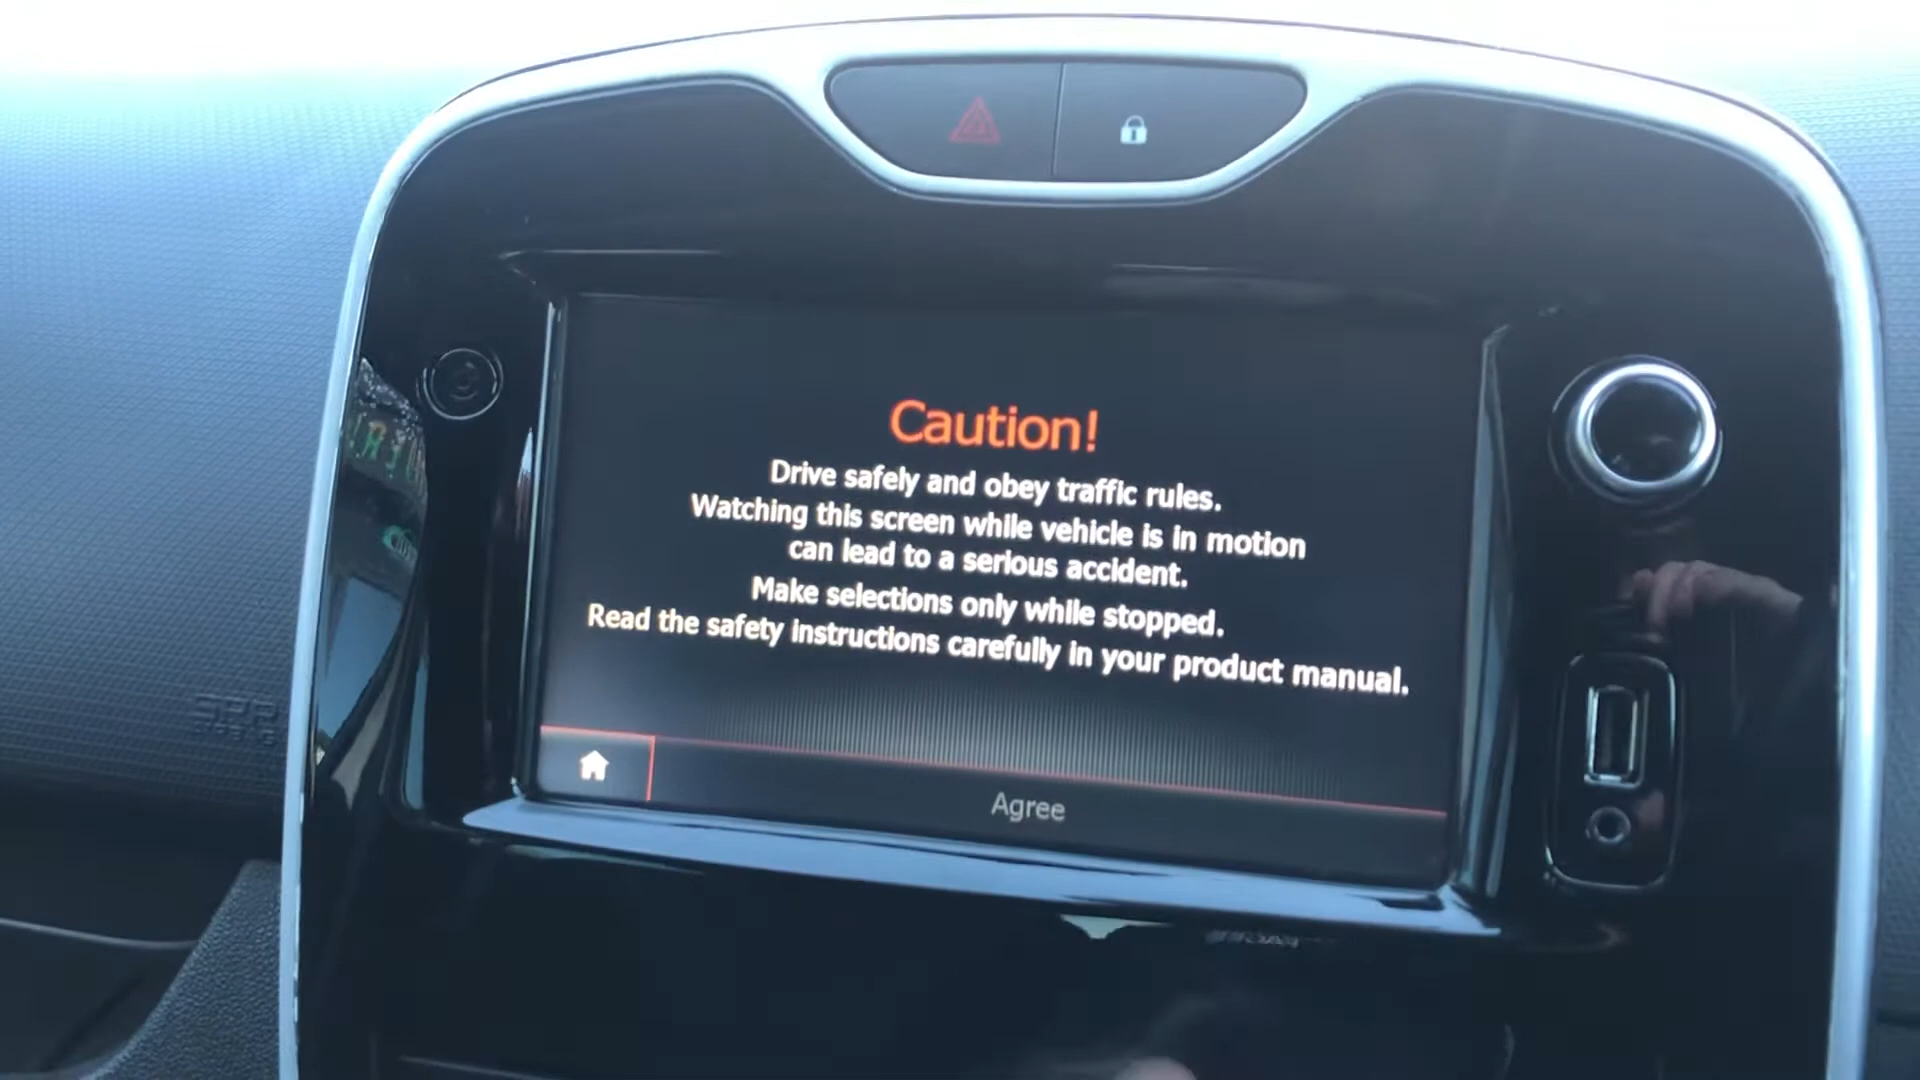 Caution!
Drive safely and obey traffic rules.
Watching this screen while vehicle is in motion
can lead to a serious accident.
Make selections only while stopped.
Read the safety instructions carefully in your product manual.
Agree